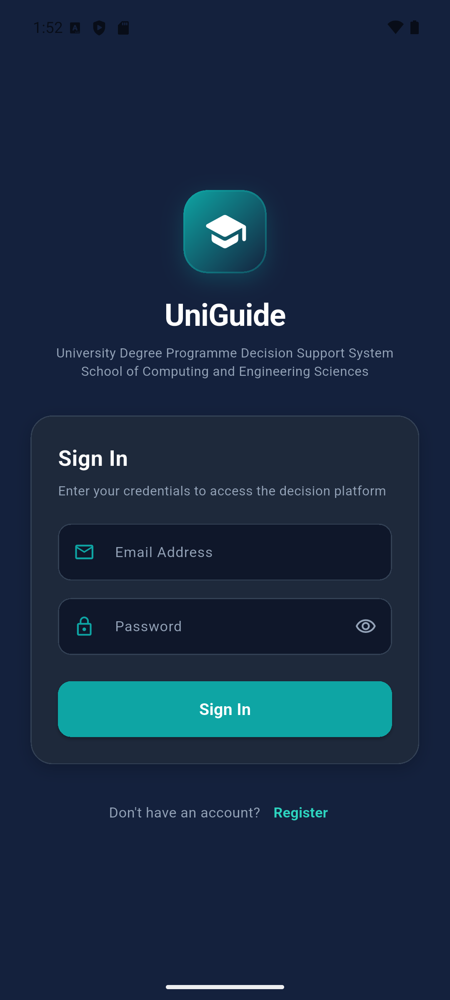 1:52
UniGuide
University Degree Programme Decision Support System
School of Computing and Engineering Sciences
Sign In
Enter your credentials to access the decision platform
Email Address
Password
Sign In
Don't have an account? Register